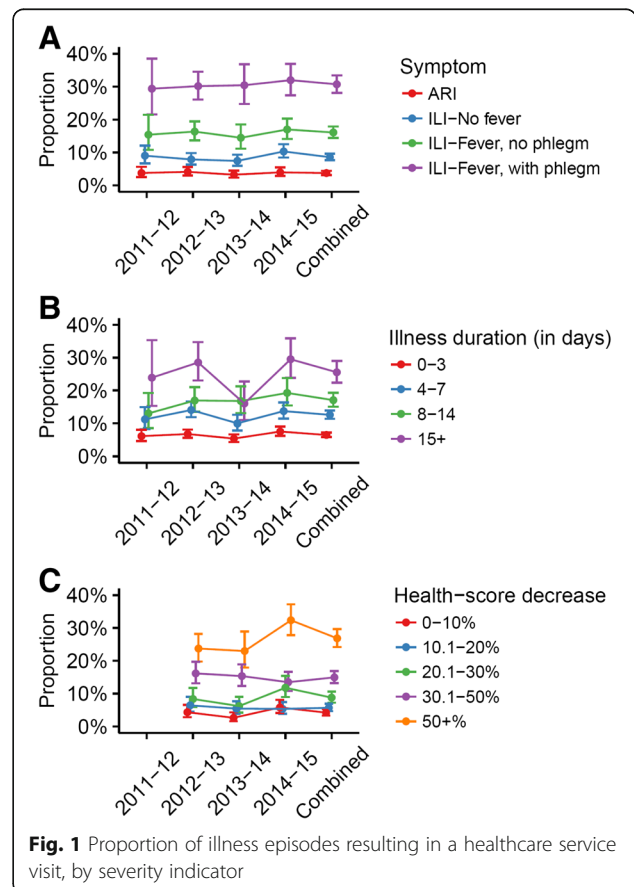 A
40%
30%
20%
10%
0%
Proportion
2011−12
2012−13
2013−14
2014−15
Combined
Symptom
ARI
ILI−No fever
ILI−Fever, no phlegm
ILI−Fever, with phlegm
B
40%
30%
20%
10%
0%
Proportion
2011−12
2012−13
2013−14
2014−15
Combined
Illness duration (in days)
0−3
4−7
8−14
15+
C
40%
30%
20%
10%
0%
Proportion
2011−12
2012−13
2013−14
2014−15
Combined
Health−score decrease
0−10%
10.1−20%
20.1−30%
30.1−50%
50+%
Fig. 1 Proportion of illness episodes resulting in a healthcare service
visit, by severity indicator